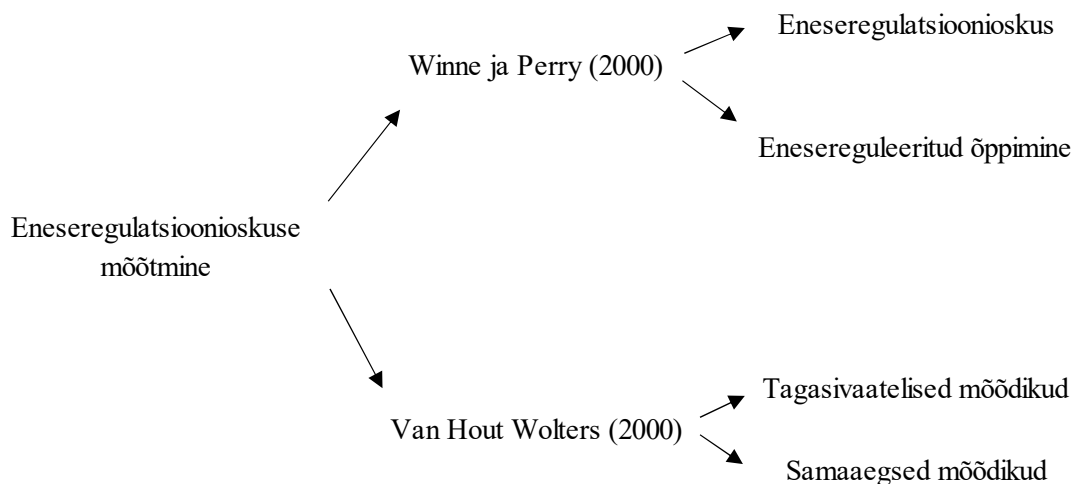 Eneseregulatsioonioskus
Winne ja Perry (2000)
Enesereguleeritud õppimine
Eneseregulatsioonioskuse
mõõtmine
Tagasivaatelised mõõdikud
Van Hout Wolters (2000)
Samaaegsed mõõdikud